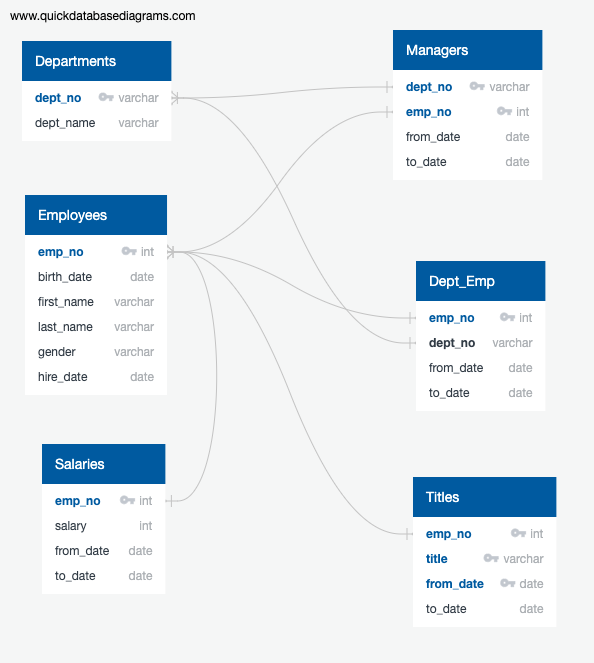 www.quickdatabasediagrams.com
Departments
dept_no varchar
dept_name varchar
Managers
dept_no varchar
emp_no int
from_date date
to_date date
Employees
emp_no int
birth_date date
first_name varchar
last_name varchar
gender varchar
hire_date date
Dept_Emp
emp_no int
dept_no varchar
from_date date
to_date date
Salaries
emp_no int
salary int
from_date date
to_date date
Titles
emp_no int
title varchar
from_date date
to_date date